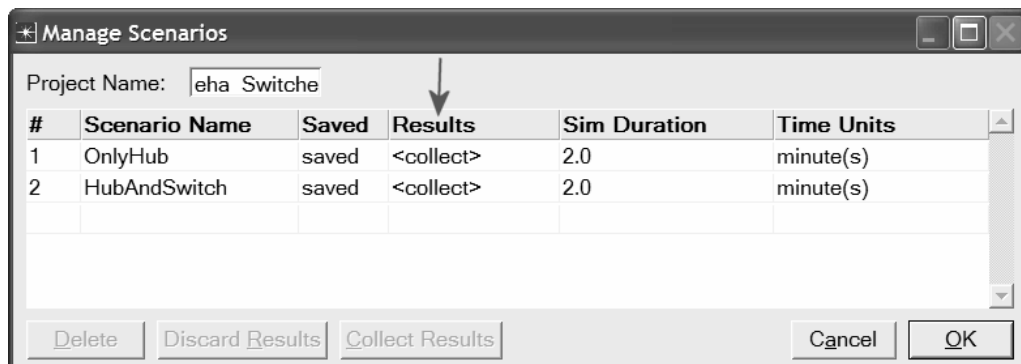 Manage Scenarios
Project Name: eha Switche
# Scenario Name Saved Results Sim Duration Time Units
1 OnlyHub saved <collect> 2.0 minute(s)
2 HubAndSwitch saved <collect> 2.0 minute(s)
Delete Discard Results Collect Results Cancel OK